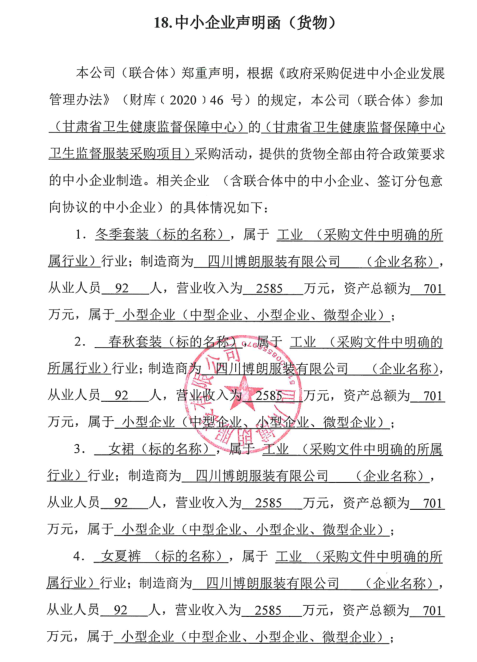 18.中小企业声明函（货物）
本公司（联合体）郑重声明，根据《政府采购促进中小企业发展
管理办法》（财库﹝2020﹞46 号）的规定，本公司（联合体）参加
（甘肃省卫生健康监督保障中心）的（甘肃省卫生健康监督保障中心
卫生监督服装采购项目）采购活动，提供的货物全部由符合政策要求
的中小企业制造。相关企业 （含联合体中的中小企业、签订分包意
向协议的中小企业）的具体情况如下：
1. 冬季套装（标的名称），属于 工业 （采购文件中明确的所
属行业）行业；制造商为 四川博朗服装有限公司 （企业名称），
从业人员 92 人，营业收入为 2585 万元，资产总额为 701
万元，属于 小型企业（中型企业、小型企业、微型企业）；
2. 春秋套装（标的名称），属于 工业 （采购文件中明确的
所属行业）行业；制造商为 四川博朗服装有限公司 （企业名称），
从业人员 92 人，营业收入为 2585 万元，资产总额为 701
万元，属于 小型企业（中型企业、小型企业、微型企业）；
3. 女裙（标的名称），属于 工业 （采购文件中明确的所属
行业）行业；制造商为 四川博朗服装有限公司 （企业名称），
从业人员 92 人，营业收入为 2585 万元，资产总额为 701
万元，属于 小型企业（中型企业、小型企业、微型企业）；
4. 女夏裤 （标的名称），属于 工业 （采购文件中明确的所
属行业）行业；制造商为 四川博朗服装有限公司 （企业名称），
从业人员 92 人，营业收入为 2585 万元，资产总额为 701
万元，属于 小型企业（中型企业、小型企业、微型企业）；
四川博朗服装有限公司